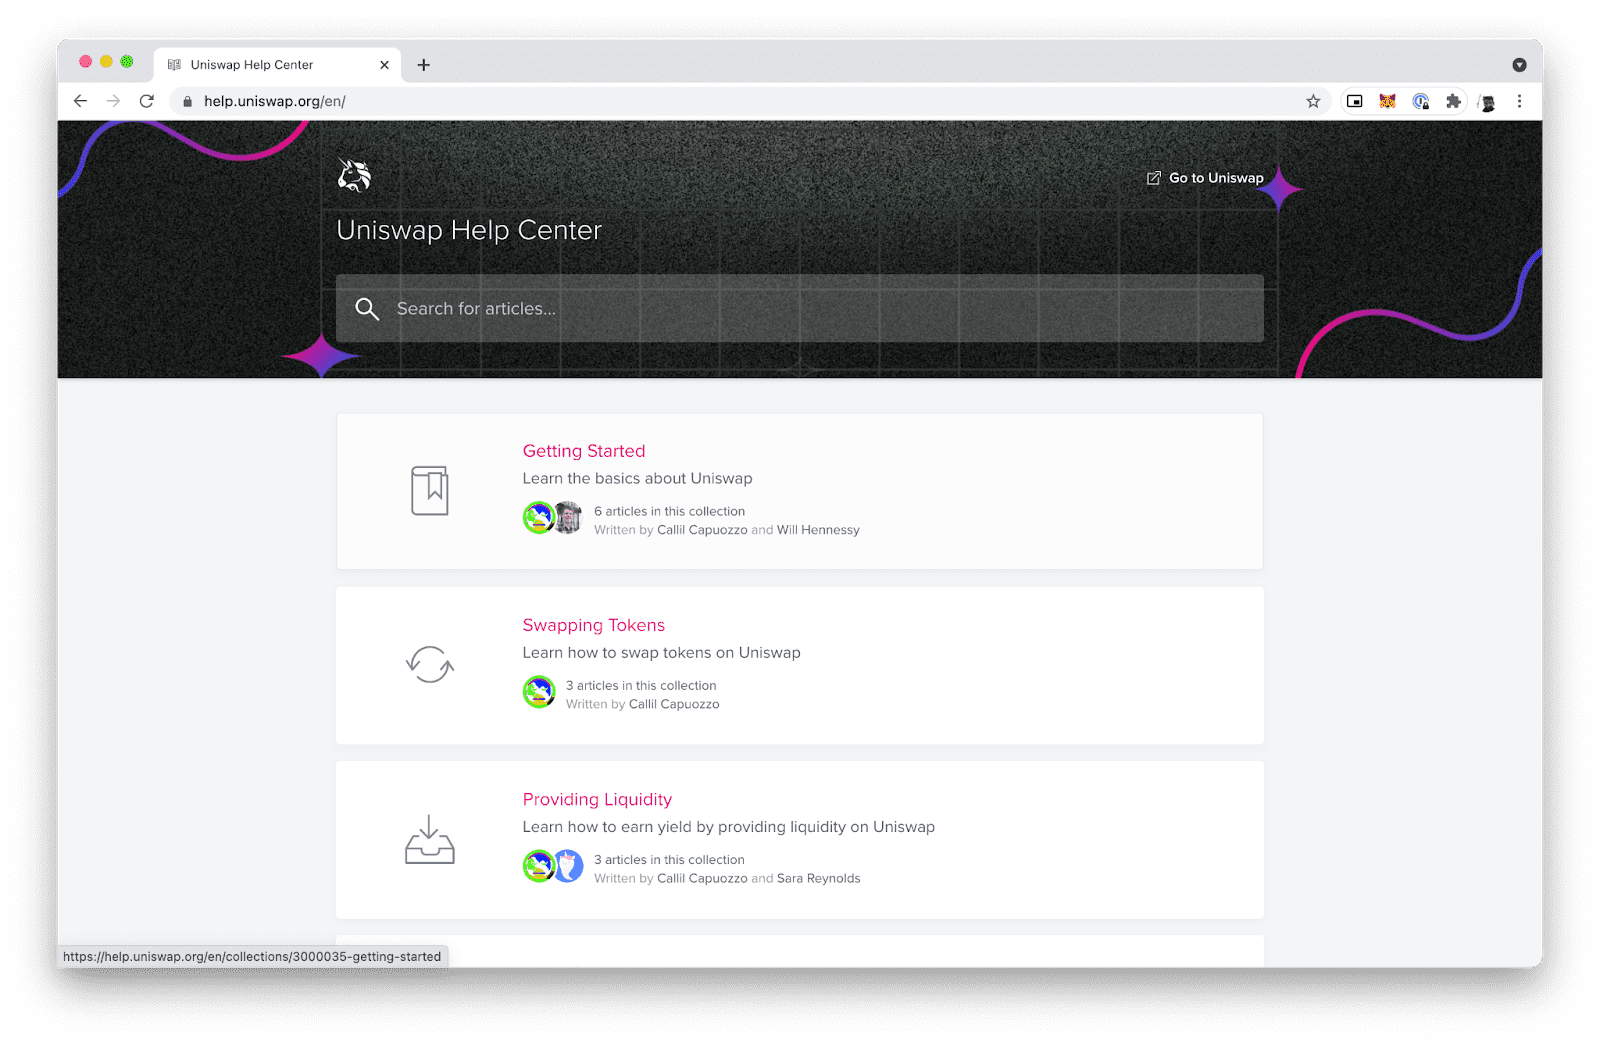 Uniswap Help Center
help.uniswap.org/en/
Go to Uniswap
Uniswap Help Center
Search for articles...
Getting Started
Learn the basics about Uniswap
6 articles in this collection
Written by Callil Capuozzo and Will Hennessy
Swapping Tokens
Learn how to swap tokens on Uniswap
3 articles in this collection
Written by Callil Capuozzo
Providing Liquidity
Learn how to earn yield by providing liquidity on Uniswap
3 articles in this collection
Written by Callil Capuozzo and Sara Reynolds
https://help.uniswap.org/en/collections/3000035-getting-started